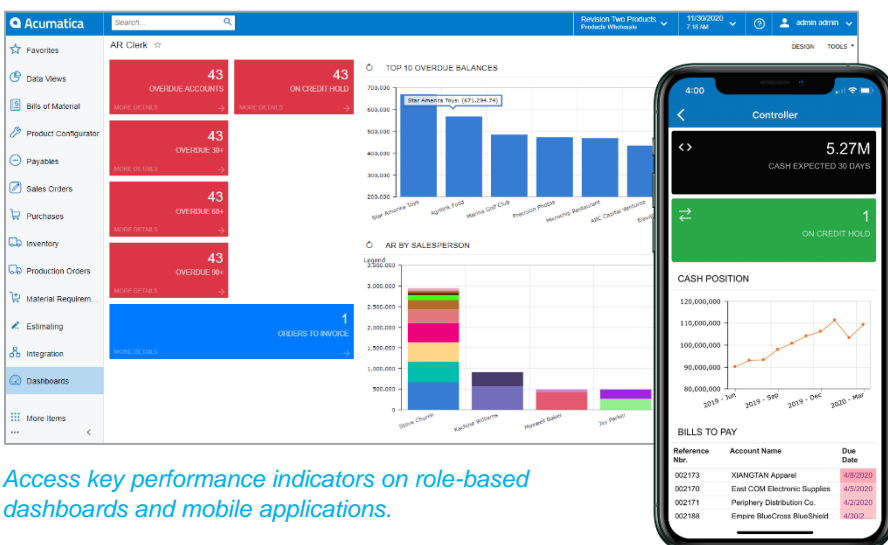 Acumatica
Search...
Revision Two Products
Products Wholesale
11/30/2020
7:18 AM
admin admin
Favorites
Data Views
Bills of Material
Product Configurator
Payables
Sales Orders
Purchases
Inventory
Production Orders
Material Requirem...
Estimating
Integration
Dashboards
More Items
AR Clerk
DESIGN TOOLS
43
OVERDUE ACCOUNTS
MORE DETAILS
43
ON CREDIT HOLD
MORE DETAILS
43
OVERDUE 30+
MORE DETAILS
43
OVERDUE 60+
MORE DETAILS
43
OVERDUE 90+
MORE DETAILS
1
ORDERS TO INVOICE
MORE DETAILS
TOP 10 OVERDUE BALANCES
700,000
600,000
500,000
400,000
300,000
200,000
Star America Toys: (671,294.74)
Star America Toys
Agrilink Food
Marina Golf Club
Precision Photos
Microchip Restaurant
ABC Capital Ventures
AR BY SALESPERSON
Legend
3,500,000
3,000,000
2,500,000
2,000,000
1,500,000
1,000,000
500,000
0
Steve Church
Kachine Williams
Maxwell Baker
Jay Parker
4:00
Controller
5.27M
CASH EXPECTED 30 DAYS
1
ON CREDIT HOLD
CASH POSITION
120,000,000
110,000,000
100,000,000
90,000,000
80,000,000
2019 - Jun
2019 - Sep
2019 - Dec
2020 - Mar
BILLS TO PAY
Reference Account Name Due
Nbr. Date
002173 XIANGTAN Apparel 4/8/2020
002170 East COM Electronic Supplies 4/5/2020
002171 Periphery Distribution Co. 4/2/2020
002188 Empire BlueCross BlueShield 4/30/2...
Access key performance indicators on role-based
dashboards and mobile applications.